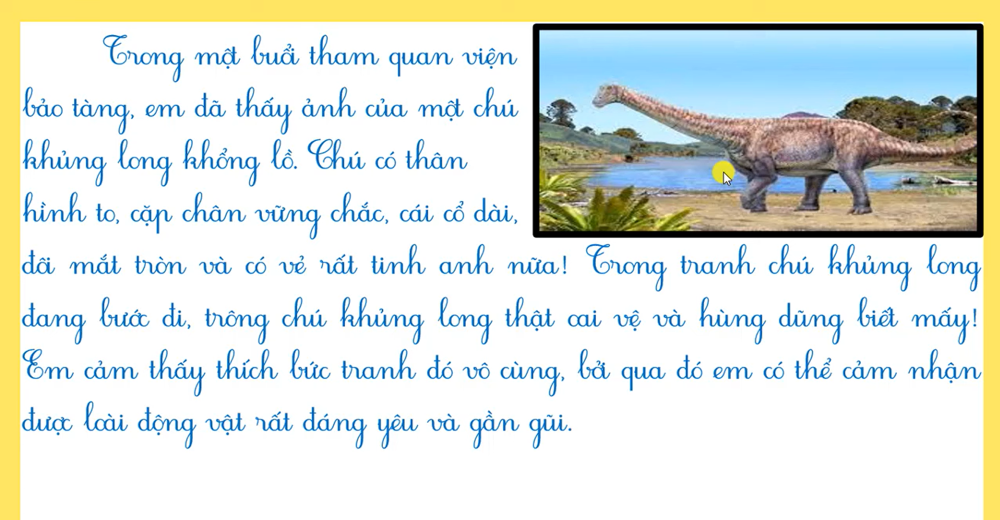 Trong một buổi tham quan viện
bảo tàng, em đã thấy ảnh của một chú
khủng long khổng lồ. Chú có thân
hình to, cặp chân vững chắc, cái cổ dài,
đôi mắt tròn và có vẻ rất tinh anh nữa! Trong tranh chú khủng long
đang bước đi, trông chú khủng long thật oai vệ và hùng dũng biết mấy!
Em cảm thấy thích bức tranh đó vô cùng, bởi qua đó em có thể cảm nhận
được loài động vật rất đáng yêu và gần gũi.